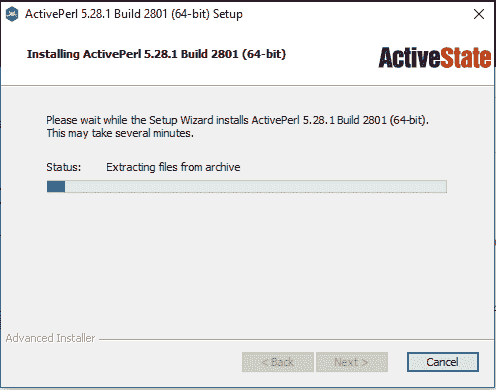 ActivePerl 5.28.1 Build 2801 (64-bit) Setup
Installing ActivePerl 5.28.1 Build 2801 (64-bit)
ActiveState
Please wait while the Setup Wizard installs ActivePerl 5.28.1 Build 2801 (64-bit).
This may take several minutes.
Status: Extracting files from archive
Advanced Installer
< Back Next > Cancel